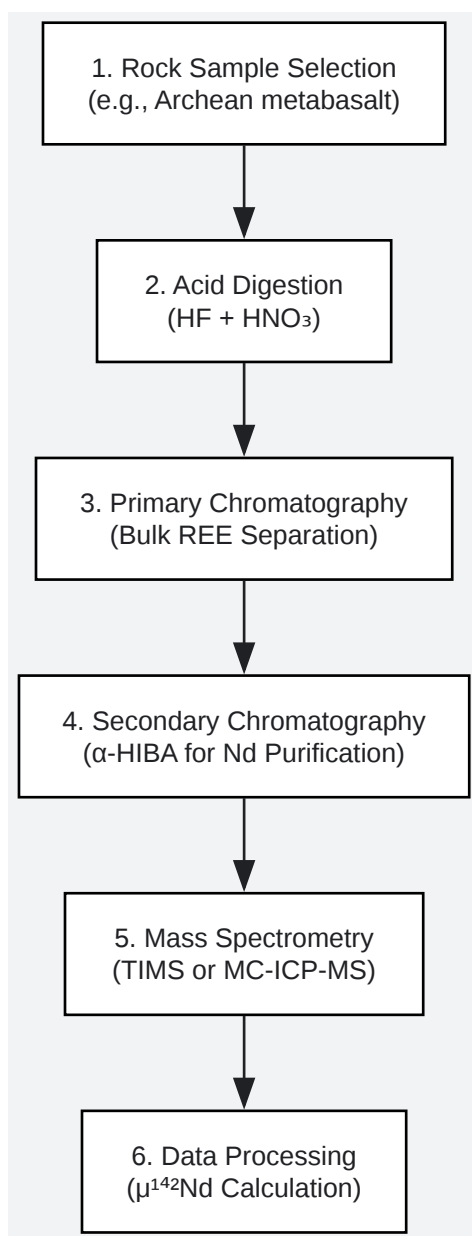 1. Rock Sample Selection
(e.g., Archean metabasalt)
2. Acid Digestion
(HF + HNO₃)
3. Primary Chromatography
(Bulk REE Separation)
4. Secondary Chromatography
(α-HIBA for Nd Purification)
5. Mass Spectrometry
(TIMS or MC-ICP-MS)
6. Data Processing
(μ¹⁴²Nd Calculation)